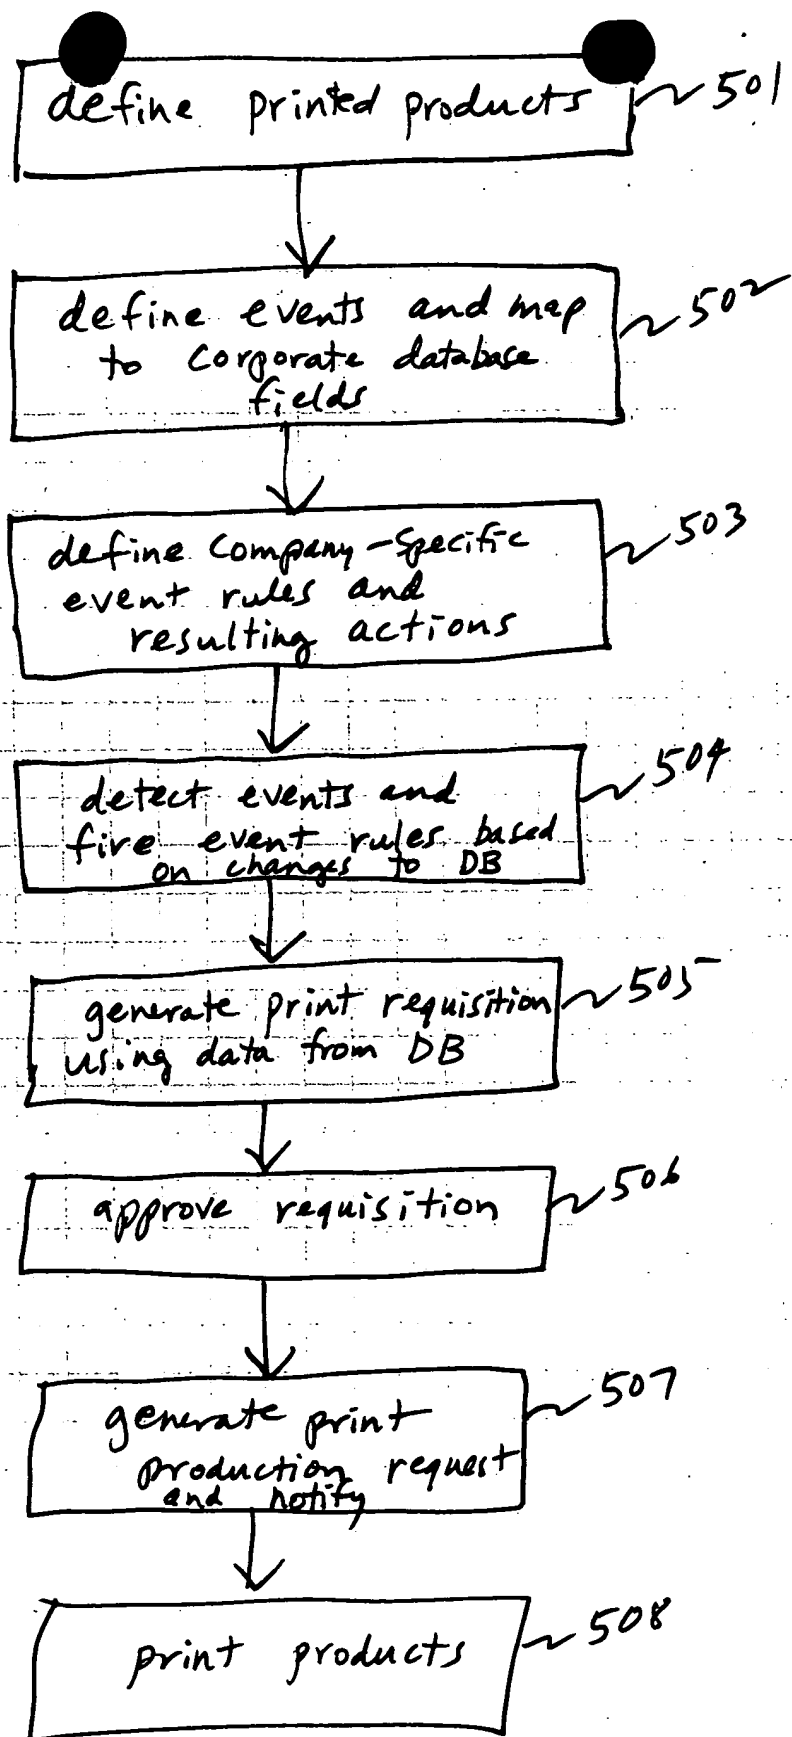 define printed products
501
define events and map
to corporate database
fields
502
define Company-Specific
event rules and
resulting actions
503
detect events and
fire event rules based
on changes to DB
504
generate print requisition
using data from DB
505
approve requisition
506
generate print
production request
and notify
507
print products
508